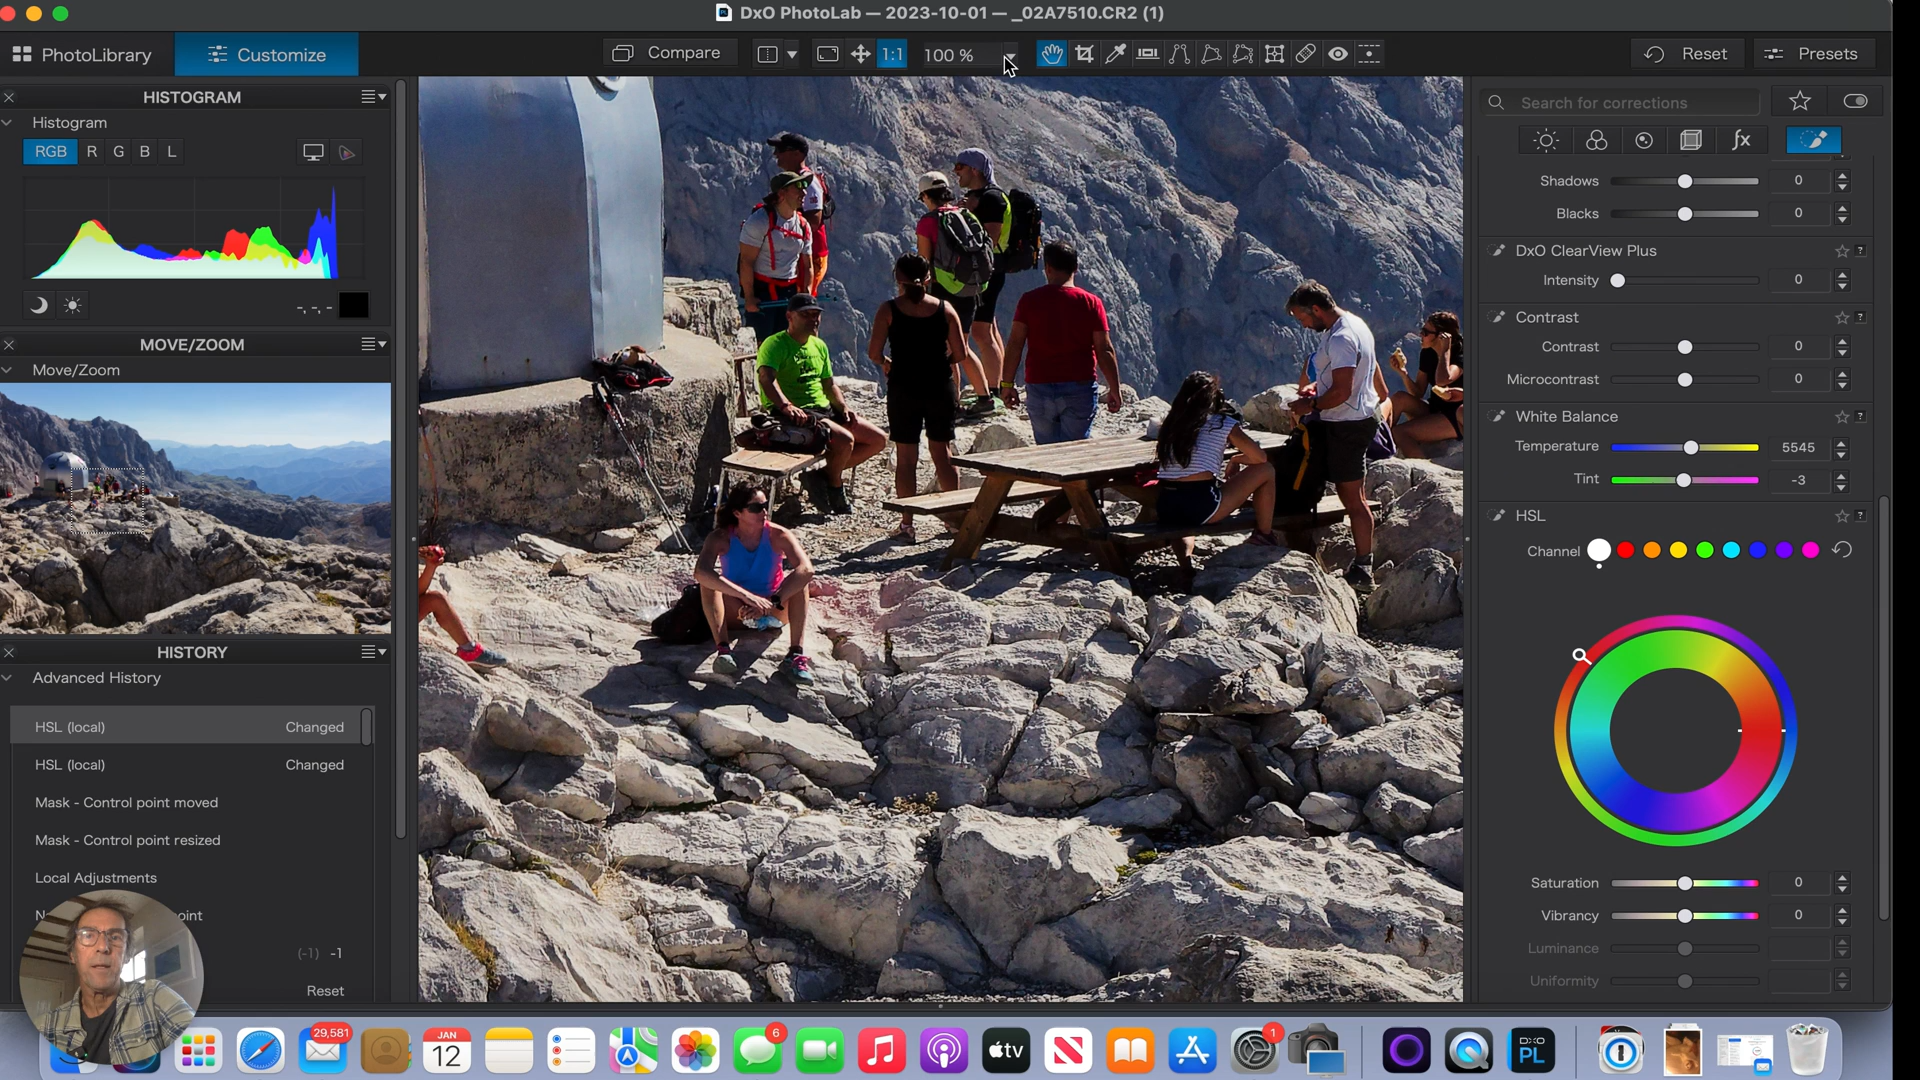 DxO PhotoLab — 2023-10-01 — _02A7510.CR2 (1)
PhotoLibrary
Customize
Compare
1:1
100 %
Reset
Presets
HISTOGRAM
Histogram
RGB R G B L
-, -, -
MOVE/ZOOM
Move/Zoom
HISTORY
Advanced History
HSL (local) Changed
HSL (local) Changed
Mask - Control point moved
Mask - Control point resized
Local Adjustments
(-1) -1
Reset
Search for corrections
fx
Shadows 0
Blacks 0
DxO ClearView Plus ?
Intensity 0
Contrast ?
Contrast 0
Microcontrast 0
White Balance ?
Temperature 5545
Tint -3
HSL ?
Channel
Saturation 0
Vibrancy 0
Luminance
Uniformity
29,581
JAN
12
6
tv
1
DXO
PL